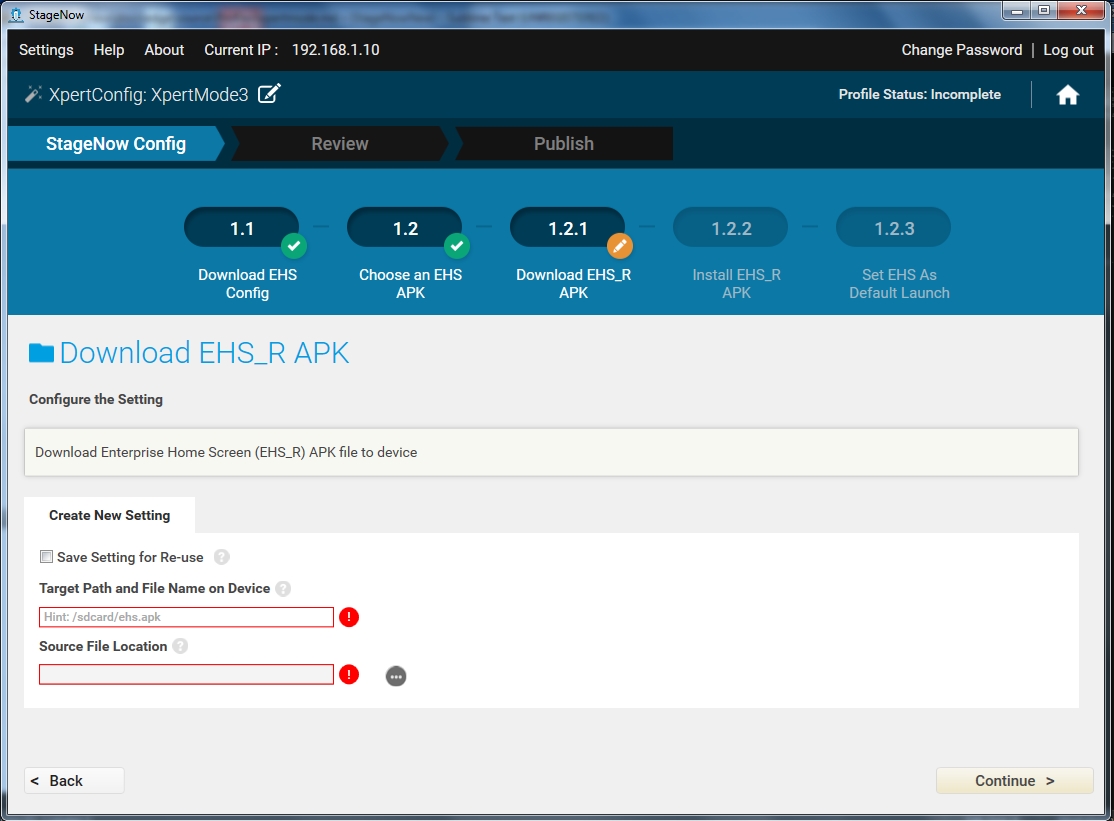 StageNow
Settings Help About Current IP : 192.168.1.10 Change Password | Log out
XpertConfig: XpertMode3 Profile Status: Incomplete
StageNow Config Review Publish
1.1 1.2 1.2.1 1.2.2 1.2.3
Download EHS Config
Choose an EHS APK
Download EHS_R APK
Install EHS_R APK
Set EHS As Default Launch
Download EHS_R APK
Configure the Setting
Download Enterprise Home Screen (EHS_R) APK file to device
Create New Setting
Save Setting for Re-use ?
Target Path and File Name on Device ?
Hint: /sdcard/ehs.apk !
Source File Location ?
!
< Back Continue >